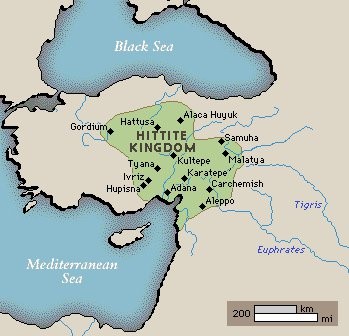 Black Sea
Gordium
Hattusa
Alaca Huyuk
HITTITE
KINGDOM
Samuha
Malatya
Tyana
Kultepe
Ivriz
Karatepe
Hupisna
Adana
Carchemish
Aleppo
Tigris
Euphrates
Mediterranean
Sea
200
km
mi